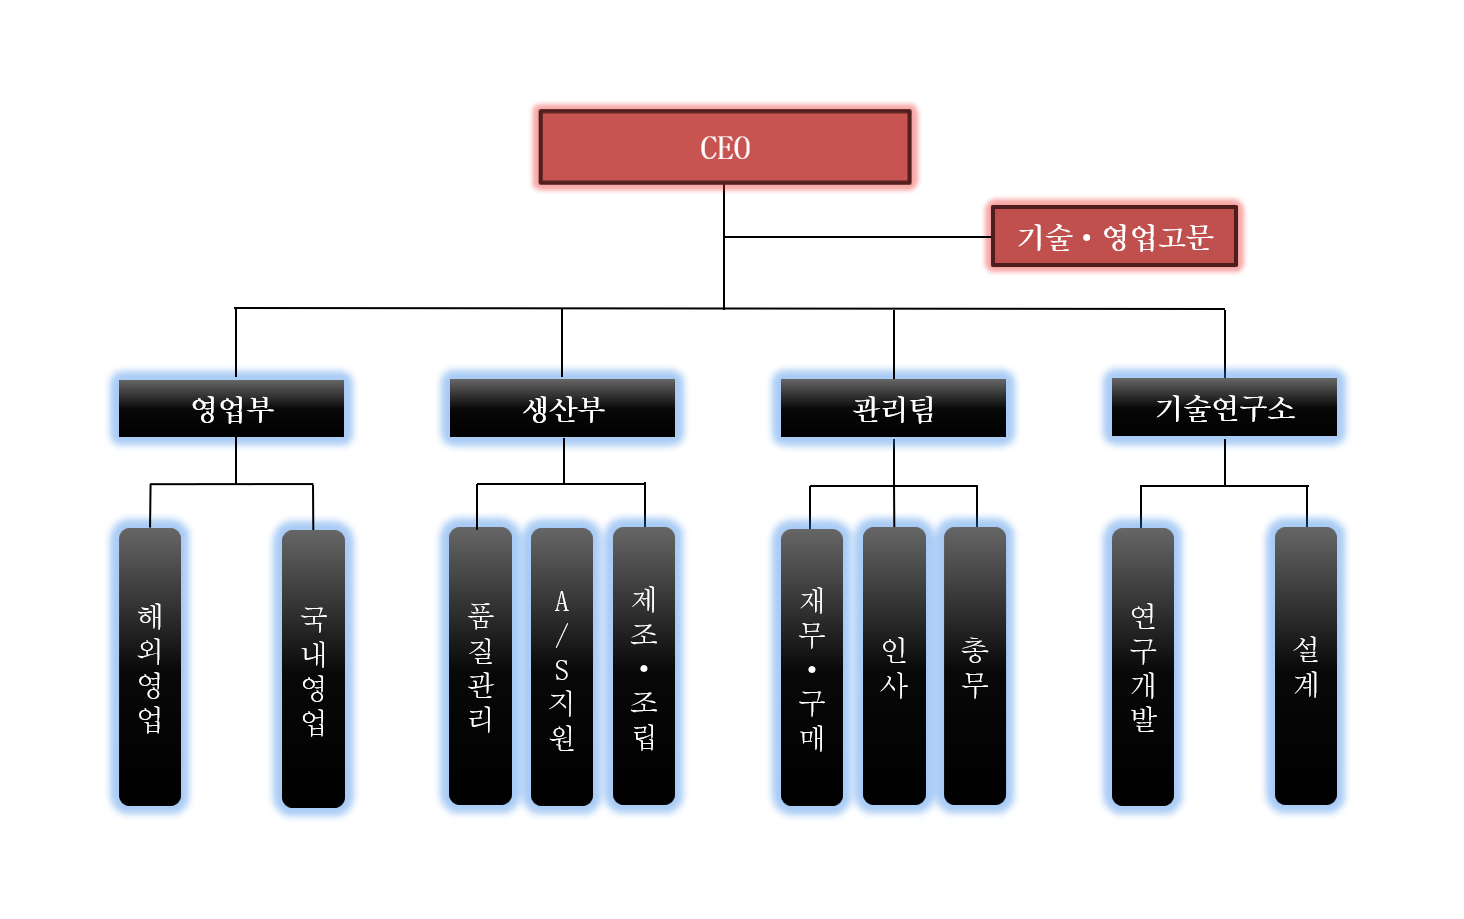 CEO
기술・영업고문
영업부
생산부
관리팀
기술연구소
해외영업
국내영업
품질관리
A/S지원
제조・조립
재무・구매
인사
총무
연구개발
설계